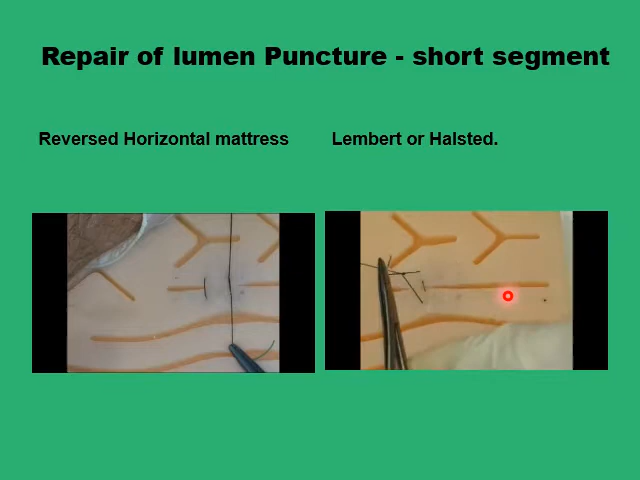 Repair of lumen Puncture - short segment
Reversed Horizontal mattress
Lembert or Halsted.